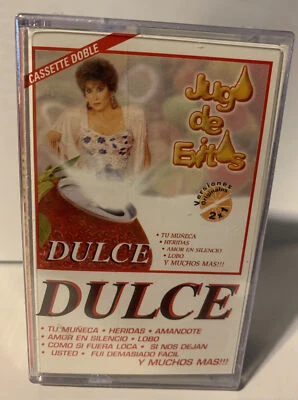 CASSETTE DOBLE
Jugo
de
Exitos
Versiones
originales
2x1
DULCE
• TU MUÑECA
• HERIDAS
• AMOR EN SILENCIO
• LOBO
Y MUCHOS MAS!!!
DULCE
• TU MUÑECA • HERIDAS • AMANDOTE
• AMOR EN SILENCIO • LOBO
• COMO SI FUERA LOCA • SI NOS DEJAN
• USTED • FUI DEMASIADO FACIL
Y MUCHOS MAS!!!